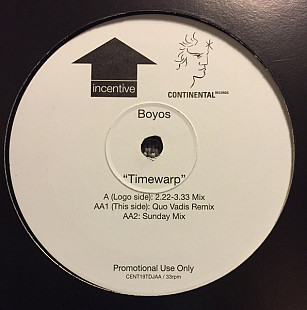 incentive
CONTINENTAL RECORDS
Boyos
"Timewarp"
A (Logo side): 2.22-3.33 Mix
AA1 (This side): Quo Vadis Remix
AA2: Sunday Mix
Promotional Use Only
CENT19TDJAA / 33rpm